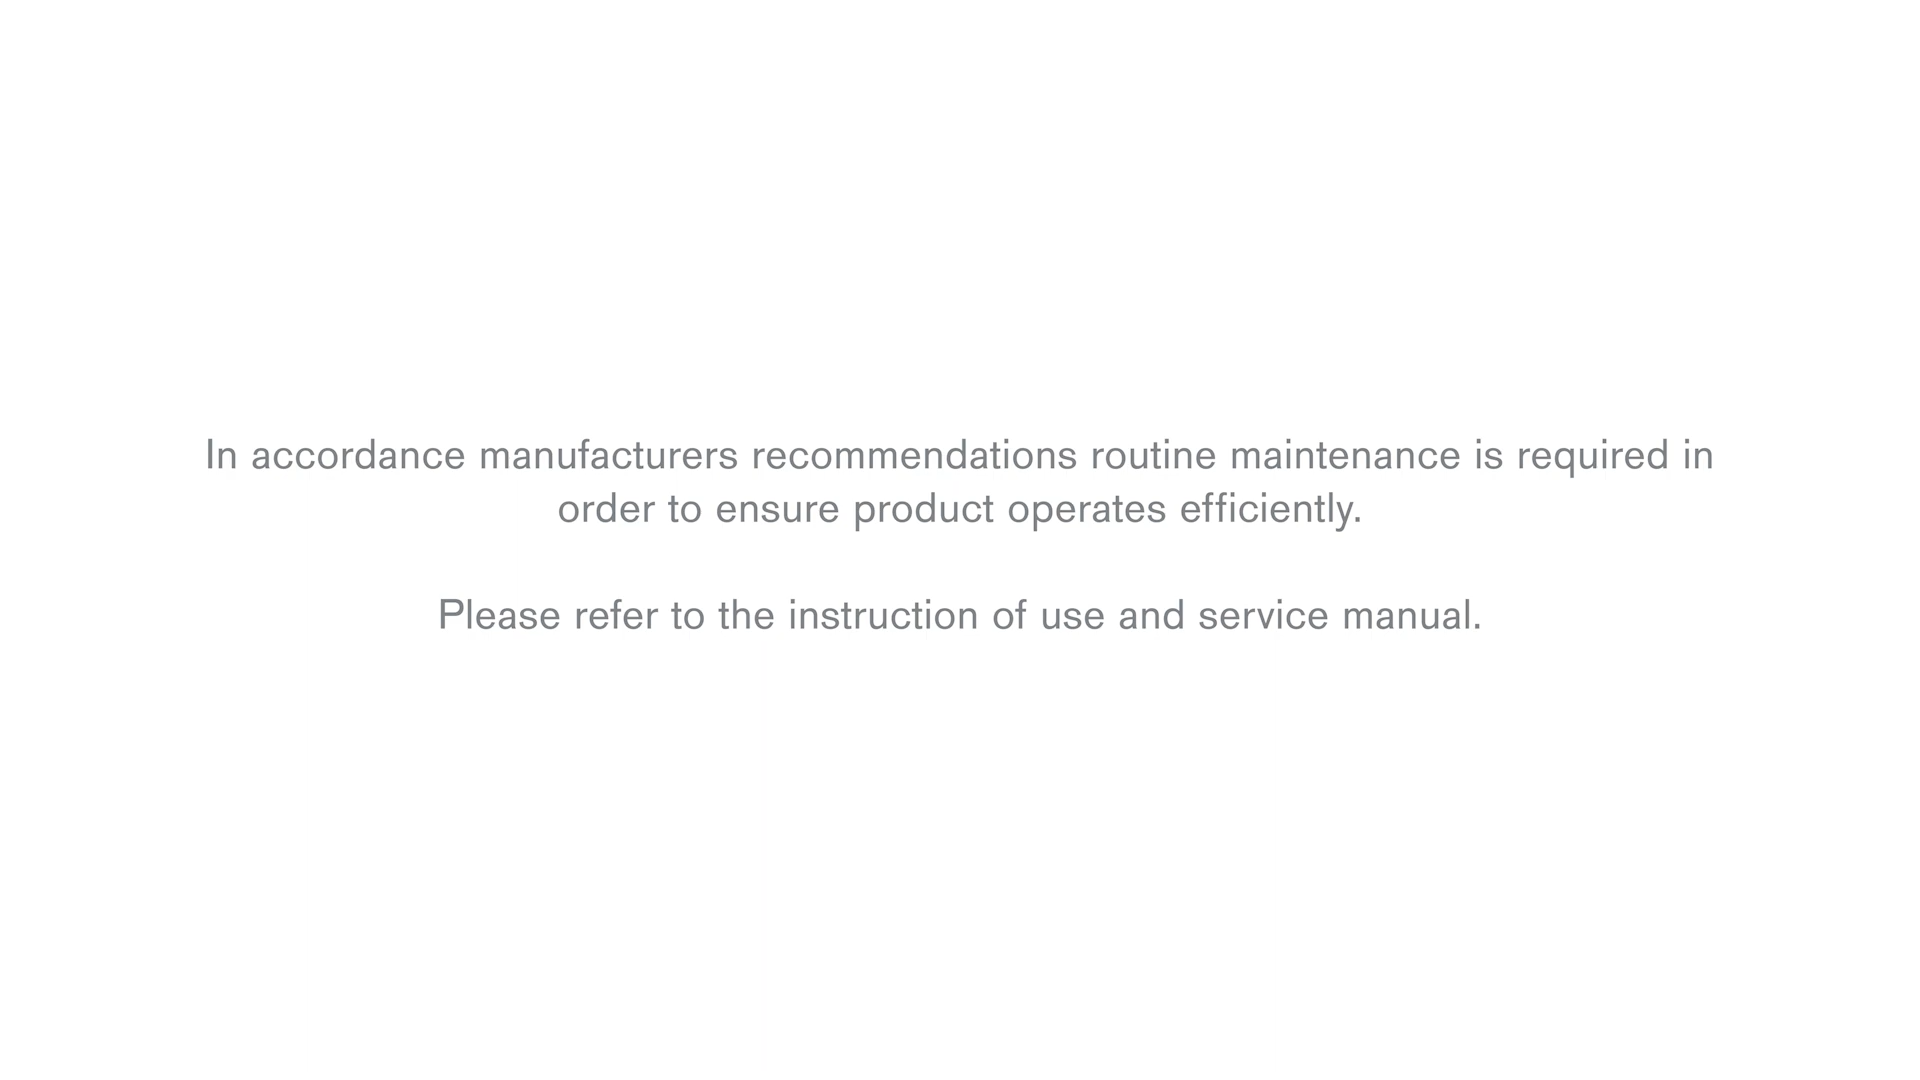 In accordance manufacturers recommendations routine maintenance is required in
order to ensure product operates efficiently.
Please refer to the instruction of use and service manual.